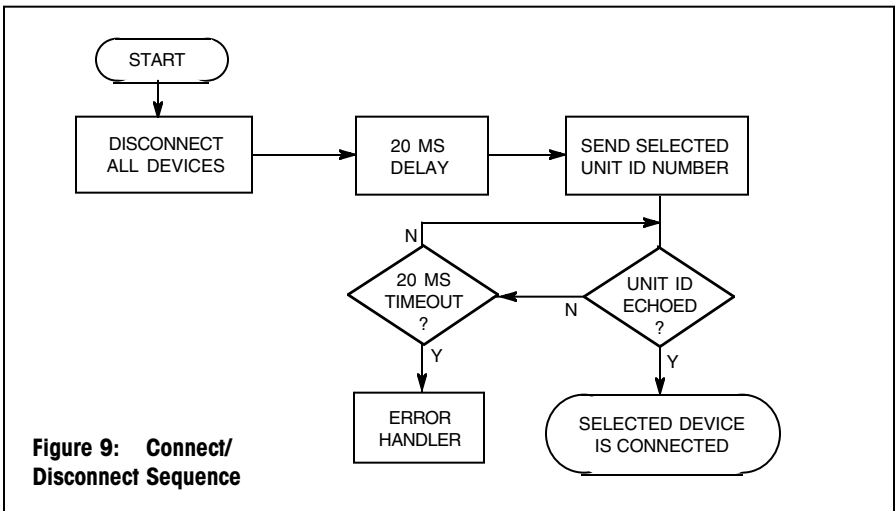 START
DISCONNECT
ALL DEVICES
20 MS
DELAY
SEND SELECTED
UNIT ID NUMBER
N
20 MS
TIMEOUT
?
N
UNIT ID
ECHOED
?
Y
Y
ERROR
HANDLER
SELECTED DEVICE
IS CONNECTED
Figure 9: Connect/
Disconnect Sequence